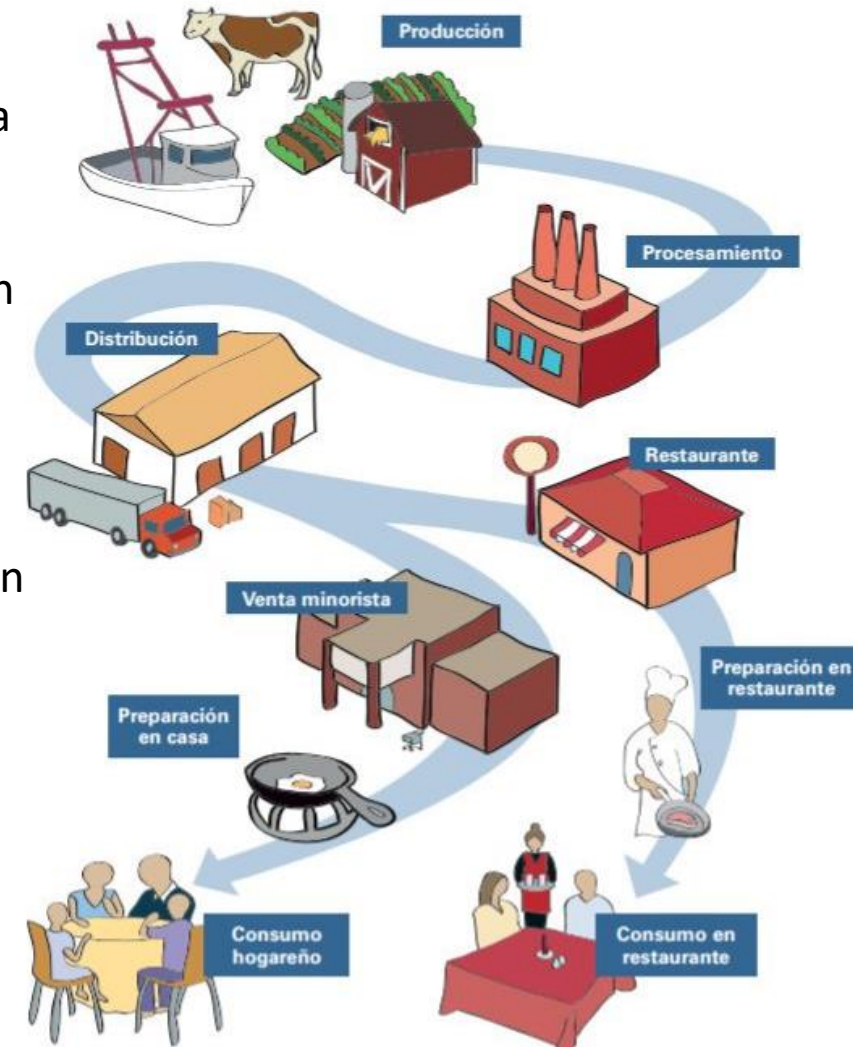 Producción
a
Procesamiento
n
Distribución
Restaurante
n
Venta minorista
Preparación en
restaurante
Preparación
en casa
Consumo
hogareño
Consumo en
restaurante